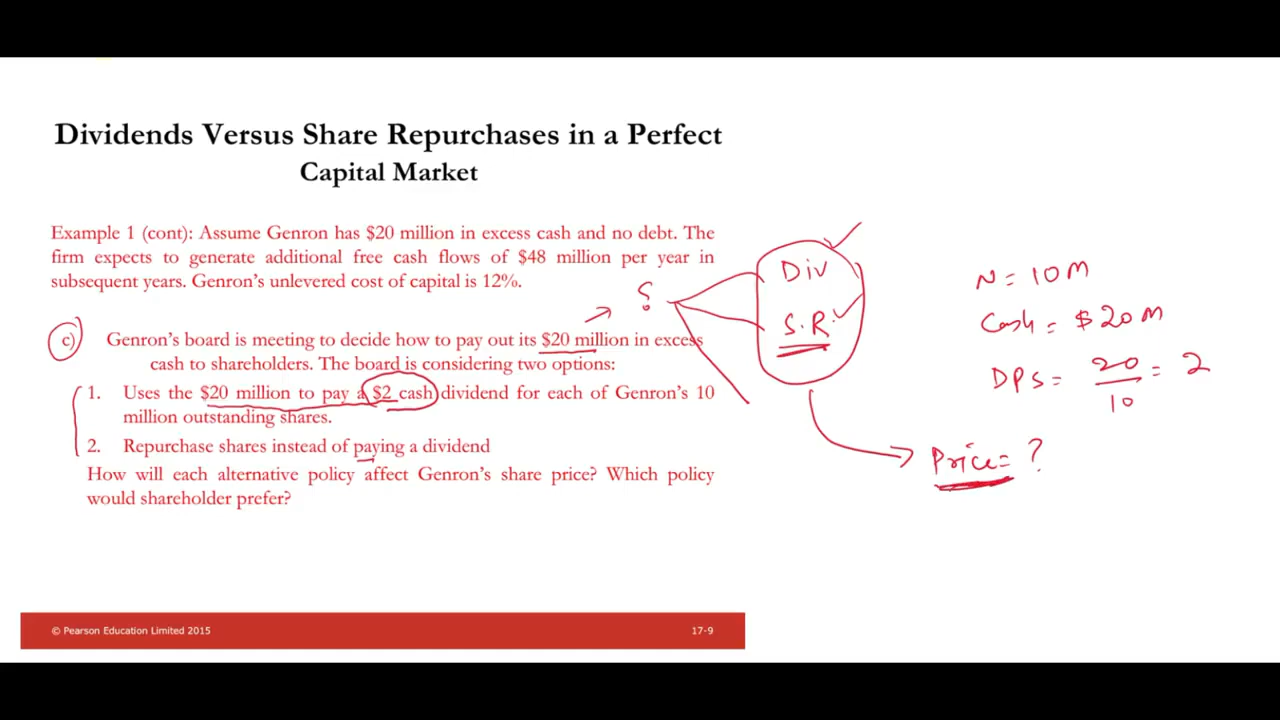 Dividends Versus Share Repurchases in a Perfect
Capital Market
Example 1 (cont): Assume Genron has $20 million in excess cash and no debt. The
firm expects to generate additional free cash flows of $48 million per year in
subsequent years. Genron's unlevered cost of capital is 12%.
c) Genron's board is meeting to decide how to pay out its $20 million in excess
cash to shareholders. The board is considering two options:
1. Uses the $20 million to pay a $2 cash dividend for each of Genron's 10
million outstanding shares.
2. Repurchase shares instead of paying a dividend
How will each alternative policy affect Genron's share price? Which policy
would shareholder prefer?
?
Div
S.R.
N = 10M
Cash = $20M
DPS = 20/10 = 2
Price = ?
© Pearson Education Limited 2015
17-9